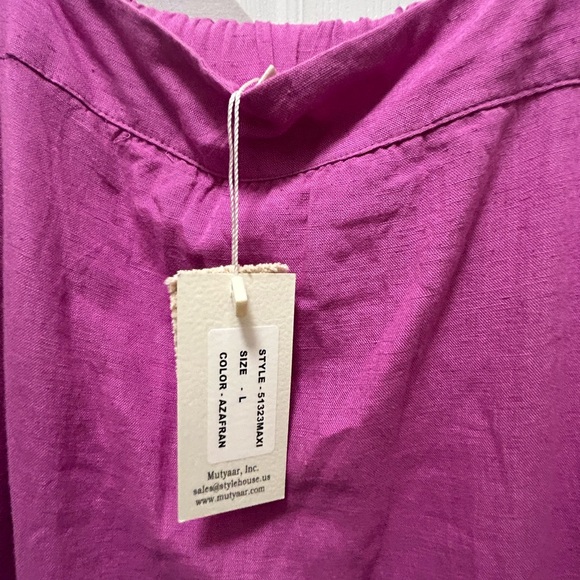 STYLE - 51323MAXI
SIZE - L
COLOR - AZAFRAN
Mutyaar, Inc.
sales@stylehouse.us
www.mutyaar.com